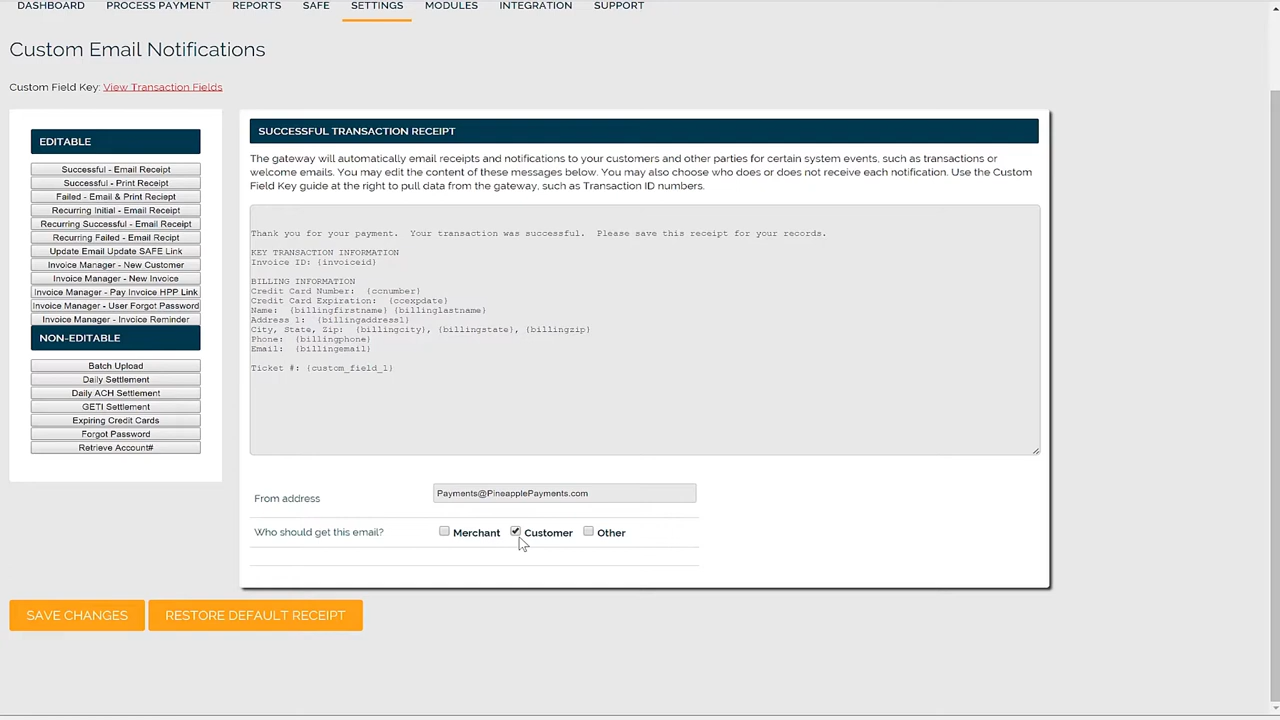 DASHBOARD PROCESS PAYMENT REPORTS SAFE SETTINGS MODULES INTEGRATION SUPPORT
Custom Email Notifications
Custom Field Key: View Transaction Fields
EDITABLE
Successful - Email Receipt
Successful - Print Receipt
Failed - Email & Print Reciept
Recurring Initial - Email Receipt
Recurring Successful - Email Receipt
Recurring Failed - Email Recipt
Update Email Update SAFE Link
Invoice Manager - New Customer
Invoice Manager - New Invoice
Invoice Manager - Pay Invoice HPP Link
Invoice Manager - User Forgot Password
Invoice Manager - Invoice Reminder
NON-EDITABLE
Batch Upload
Daily Settlement
Daily ACH Settlement
GETI Settlement
Expiring Credit Cards
Forgot Password
Retrieve Account#
SUCCESSFUL TRANSACTION RECEIPT
The gateway will automatically email receipts and notifications to your customers and other parties for certain system events, such as transactions or
welcome emails. You may edit the content of these messages below. You may also choose who does or does not receive each notification. Use the Custom
Field Key guide at the right to pull data from the gateway, such as Transaction ID numbers.
Thank you for your payment. Your transaction was successful. Please save this receipt for your records.
KEY TRANSACTION INFORMATION
Invoice ID: {invoiceid}
BILLING INFORMATION
Credit Card Number: {ccnumber}
Credit Card Expiration: {ccexpdate}
Name: {billingfirstname} {billinglastname}
Address 1: {billingaddress1}
City, State, Zip: {billingcity}, {billingstate}, {billingzip}
Phone: {billingphone}
Email: {billingemail}
Ticket #: {custom_field_1}
From address Payments@PineapplePayments.com
Who should get this email? Merchant Customer Other
SAVE CHANGES RESTORE DEFAULT RECEIPT